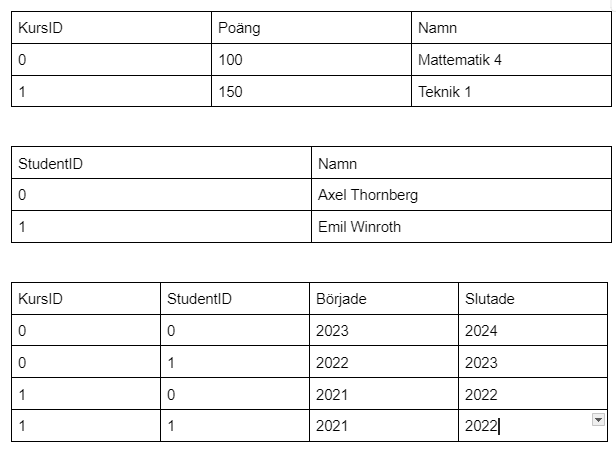 KursID Poäng Namn
0 100 Mattematik 4
1 150 Teknik 1
StudentID Namn
0 Axel Thornberg
1 Emil Winroth
KursID StudentID Började Slutade
0 0 2023 2024
0 1 2022 2023
1 0 2021 2022
1 1 2021 2022